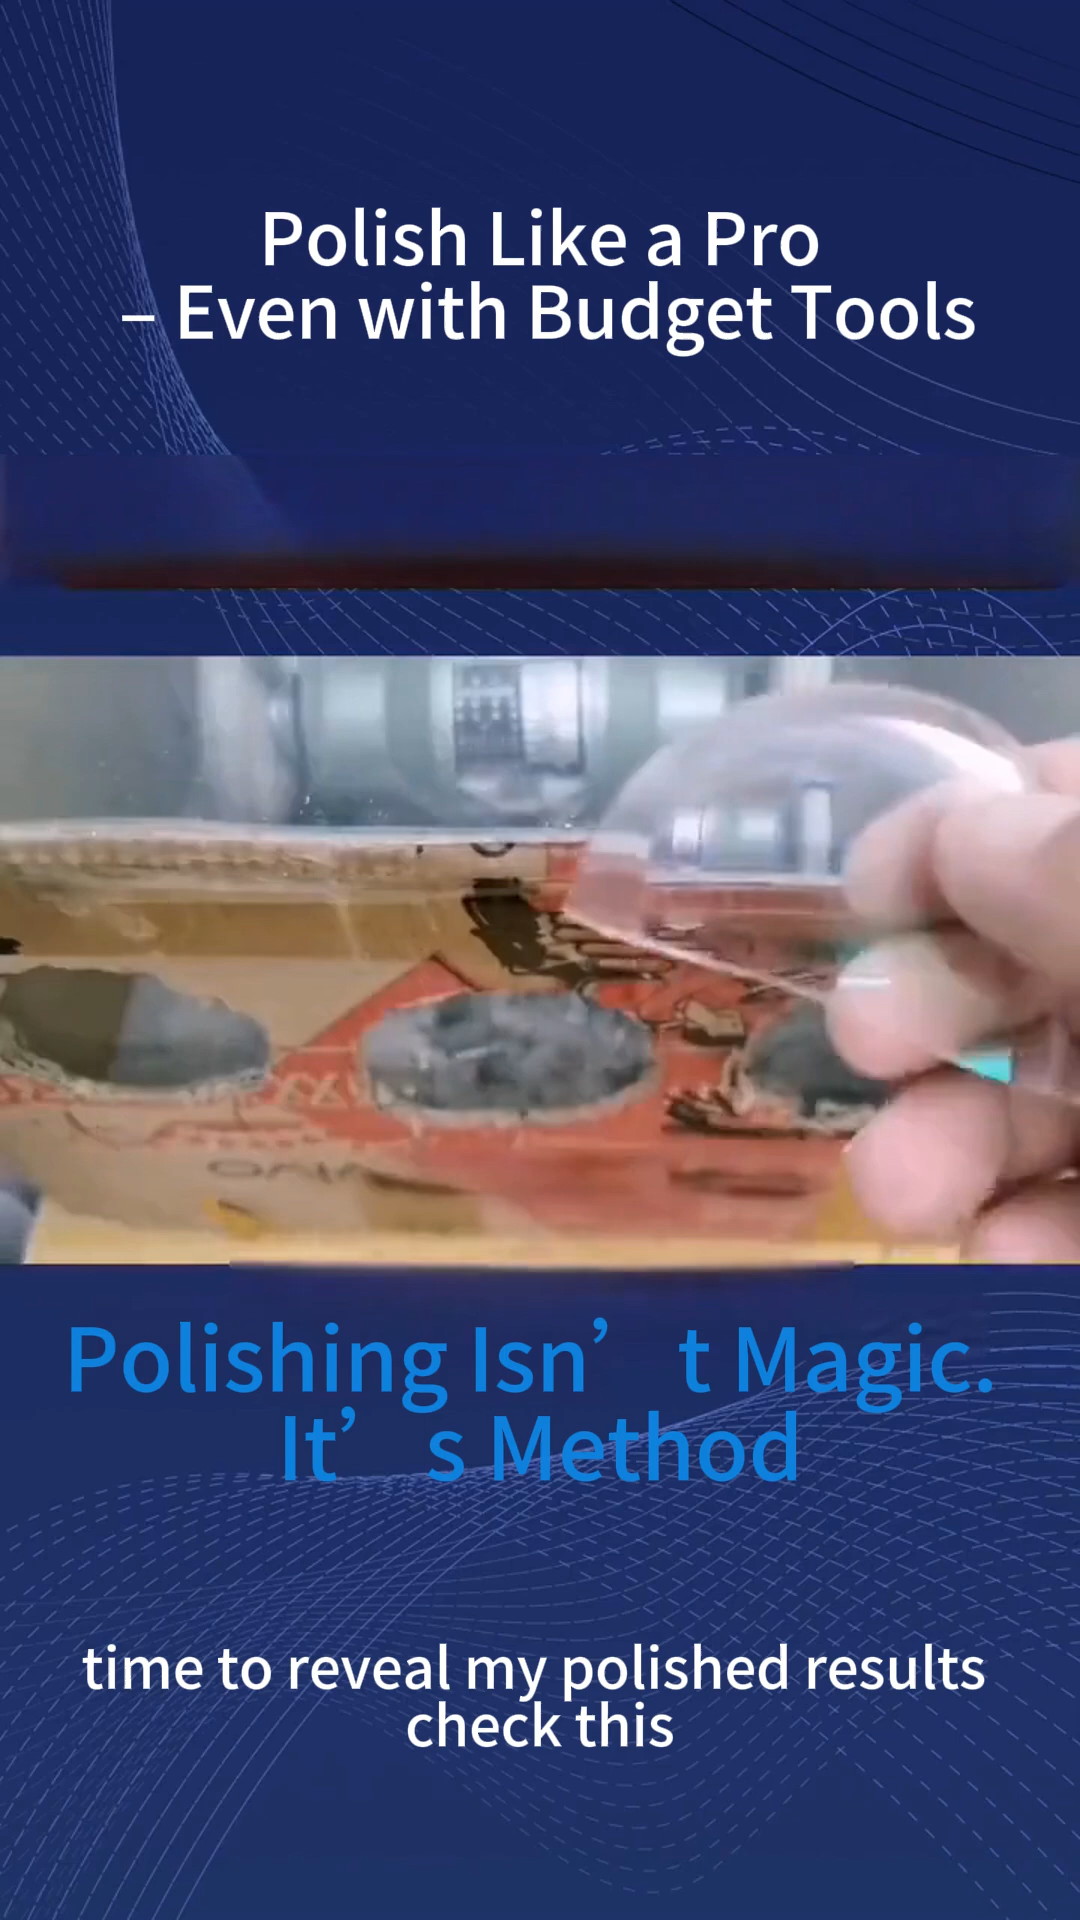 Polish Like a Pro
– Even with Budget Tools
Polishing Isn’t Magic.
It’s Method
time to reveal my polished results
check this